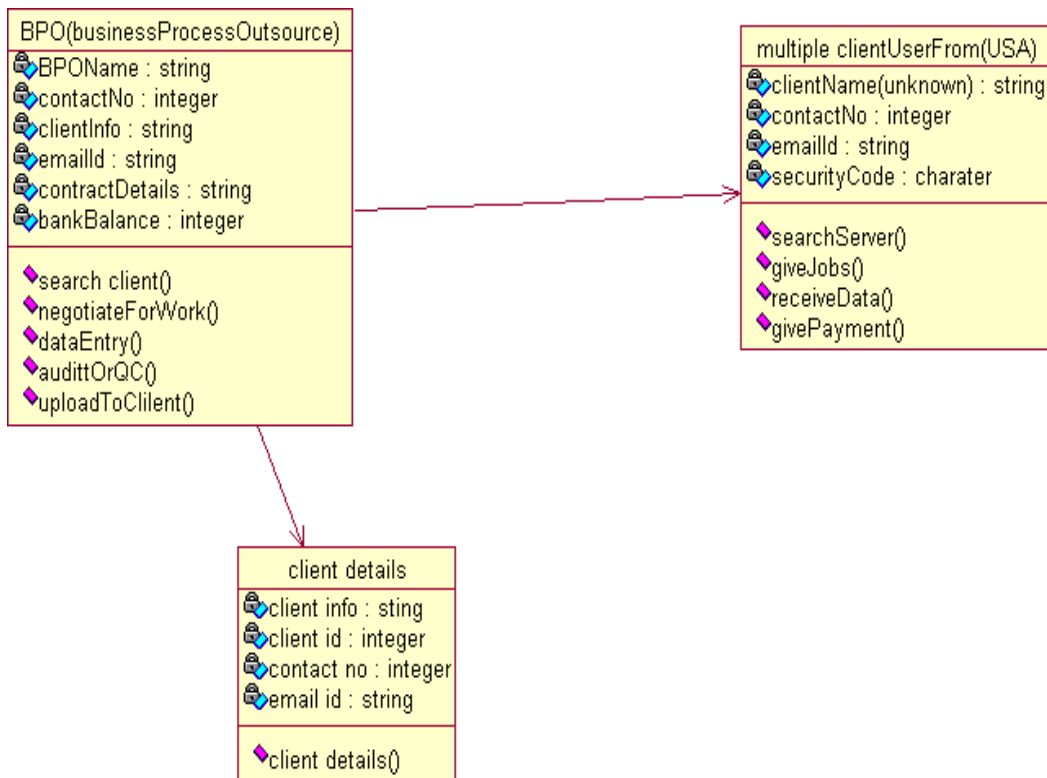 BPO(businessProcessOutsource)
BPOName : string
contactNo : integer
clientInfo : string
emailId : string
contractDetails : string
bankBalance : integer
search client()
negotiateForWork()
dataEntry()
audittOrQC()
uploadToClilent()
multiple clientUserFrom(USA)
clientName(unknown) : string
contactNo : integer
emailId : string
securityCode : charater
searchServer()
giveJobs()
receiveData()
givePayment()
client details
client info : sting
client id : integer
contact no : integer
email id : string
client details()